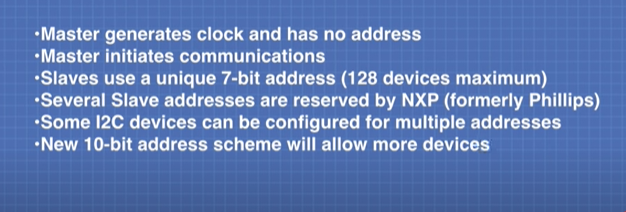 •Master generates clock and has no address
•Master initiates communications
•Slaves use a unique 7-bit address (128 devices maximum)
•Several Slave addresses are reserved by NXP (formerly Phillips)
•Some I2C devices can be configured for multiple addresses
•New 10-bit address scheme will allow more devices